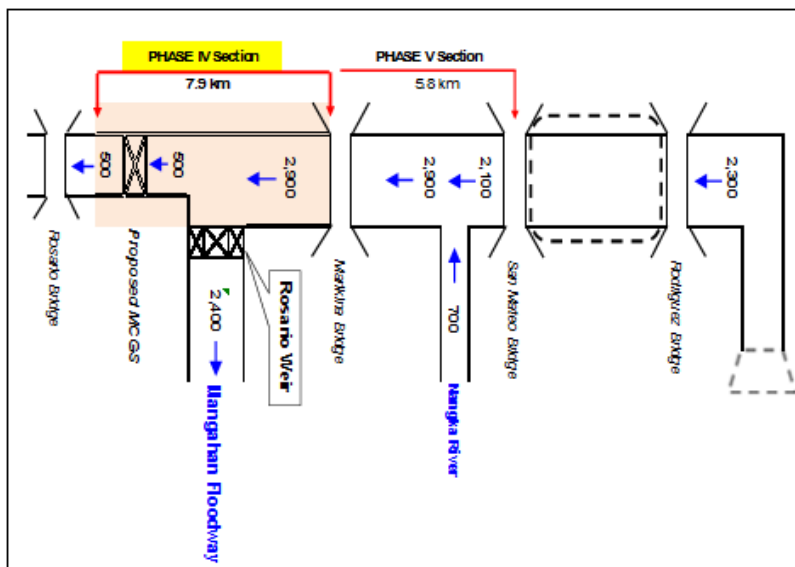 PHASE IV Section
7.9 km
PHASE V Section
5.8 km
500
500
2,900
2,900
2,100
2,300
2,400
700
Rosario Bridge
Proposed MCGS
Rosario Weir
Marikina Bridge
San Mateo Bridge
Rodriguez Bridge
Mangahan Floodway
Nangka River